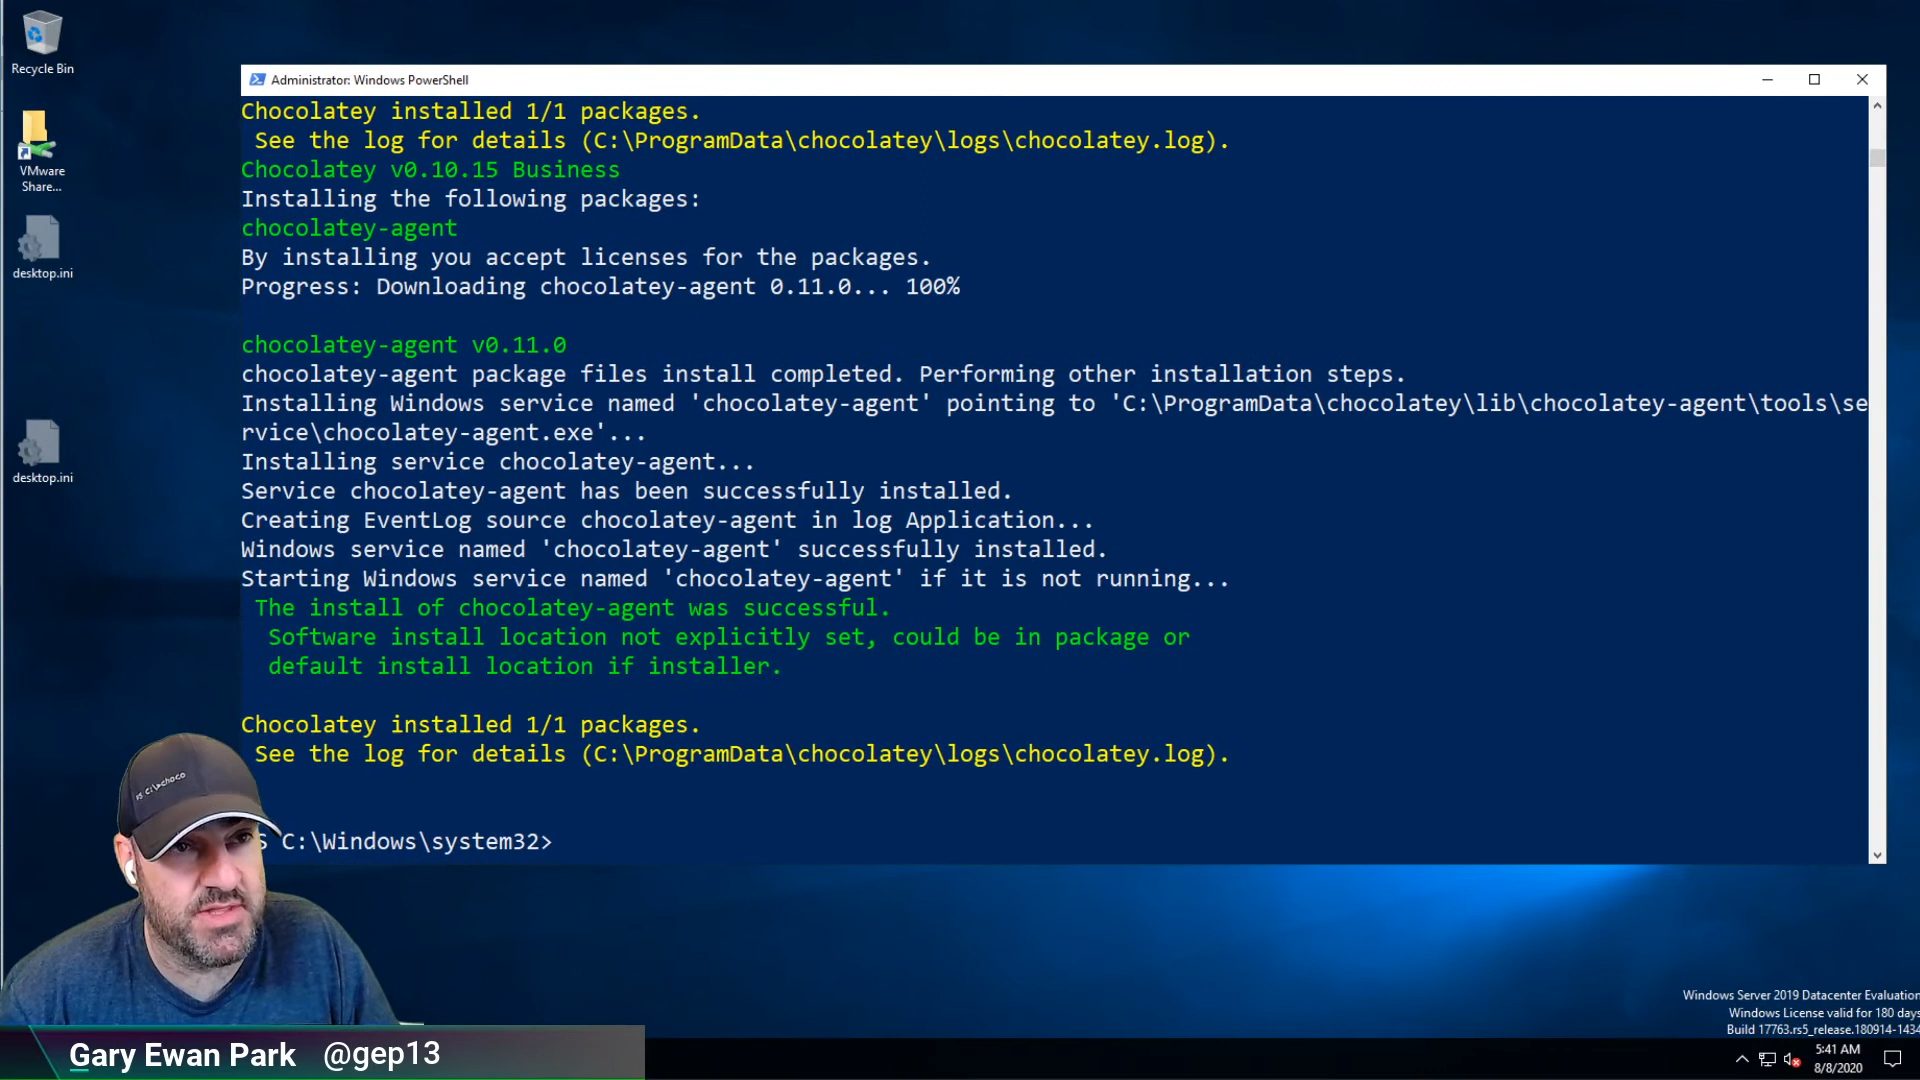 Recycle Bin
VMware
Share...
desktop.ini
desktop.ini
Administrator: Windows PowerShell
Chocolatey installed 1/1 packages.
See the log for details (C:\ProgramData\chocolatey\logs\chocolatey.log).
Chocolatey v0.10.15 Business
Installing the following packages:
chocolatey-agent
By installing you accept licenses for the packages.
Progress: Downloading chocolatey-agent 0.11.0... 100%
chocolatey-agent v0.11.0
chocolatey-agent package files install completed. Performing other installation steps.
Installing Windows service named 'chocolatey-agent' pointing to 'C:\ProgramData\chocolatey\lib\chocolatey-agent\tools\se
rvice\chocolatey-agent.exe'...
Installing service chocolatey-agent...
Service chocolatey-agent has been successfully installed.
Creating EventLog source chocolatey-agent in log Application...
Windows service named 'chocolatey-agent' successfully installed.
Starting Windows service named 'chocolatey-agent' if it is not running...
The install of chocolatey-agent was successful.
Software install location not explicitly set, could be in package or
default install location if installer.
Chocolatey installed 1/1 packages.
See the log for details (C:\ProgramData\chocolatey\logs\chocolatey.log).
S C:\Windows\system32>
PS C:\>choco
Windows Server 2019 Datacenter Evaluation
Windows License valid for 180 days
Build 17763.rs5_release.180914-1434
Gary Ewan Park @gep13
5:41 AM
8/8/2020